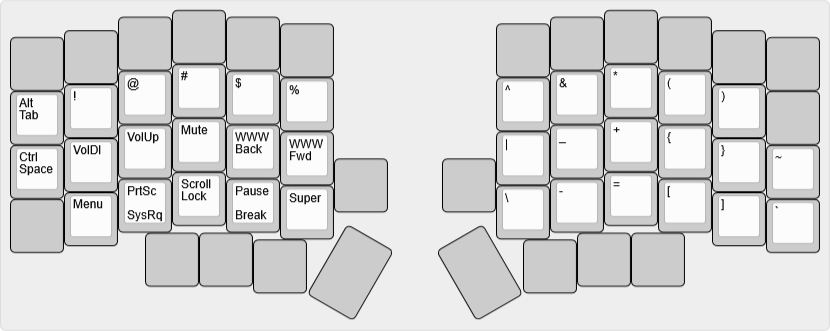 Alt
Tab
!
@
#
$
%
^
&
*
(
)
Ctrl
Space
VolDl
VolUp
Mute
WWW
Back
WWW
Fwd
|
_
+
{
}
~
Menu
PrtSc
SysRq
Scroll
Lock
Pause
Break
Super
\
-
=
[
]
`